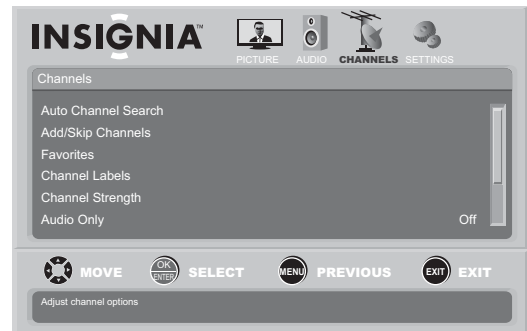 INSIGNIA™
PICTURE AUDIO CHANNELS SETTINGS
Channels
Auto Channel Search
Add/Skip Channels
Favorites
Channel Labels
Channel Strength
Audio Only Off
MOVE OK ENTER SELECT MENU PREVIOUS EXIT EXIT
Adjust channel options